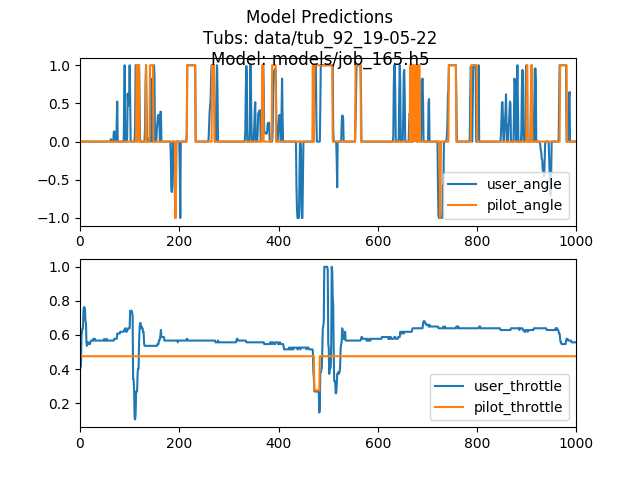 Model Predictions
Tubs: data/tub_92_19-05-22
Model: models/job_165.h5
1.0
0.5
0.0
−0.5
−1.0
user_angle
pilot_angle
0 200 400 600 800 1000
1.0
0.8
0.6
0.4
0.2
user_throttle
pilot_throttle
0 200 400 600 800 1000